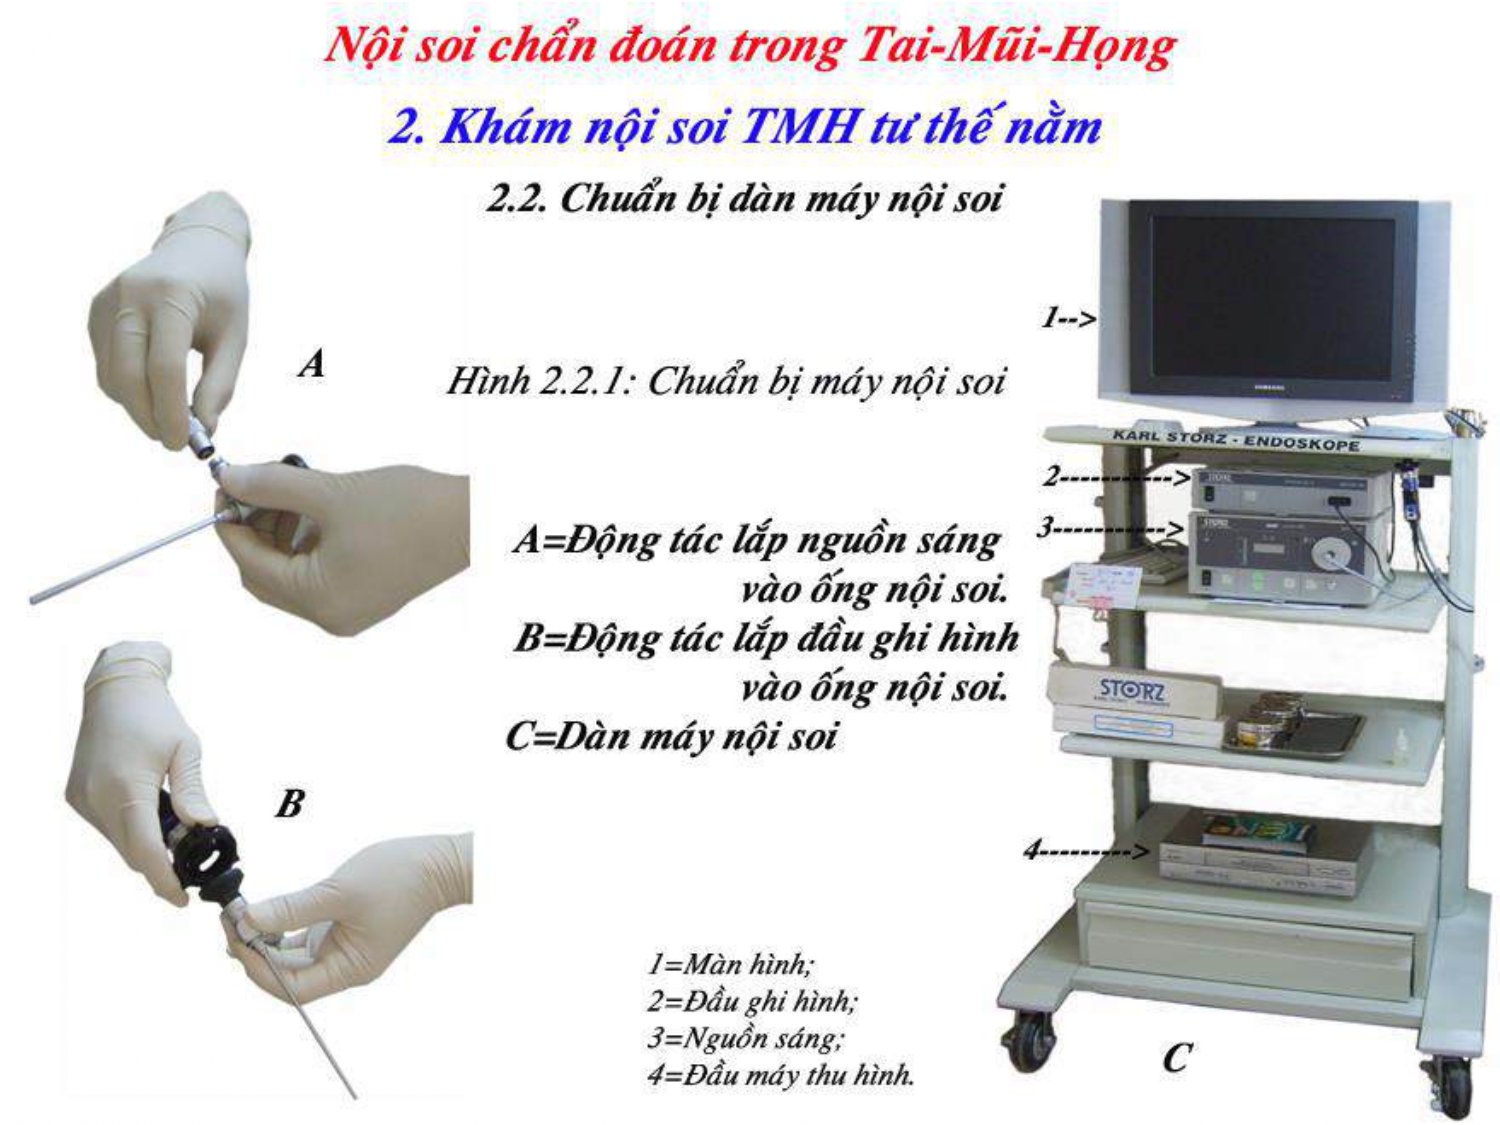 Nội soi chẩn đoán trong Tai-Mũi-Họng
2. Khám nội soi TMH tư thế nằm
2.2. Chuẩn bị dàn máy nội soi
1-->
A
Hình 2.2.1: Chuẩn bị máy nội soi
SAMSUNG
KARL STORZ - ENDOSKOPE
2----------->
STORZ
3----------->
STORZ
A=Động tác lắp nguồn sáng
vào ống nội soi.
B=Động tác lắp đầu ghi hình
vào ống nội soi.
C=Dàn máy nội soi
STORZ
B
4--------->
1=Màn hình;
2=Đầu ghi hình;
3=Nguồn sáng;
4=Đầu máy thu hình.
C